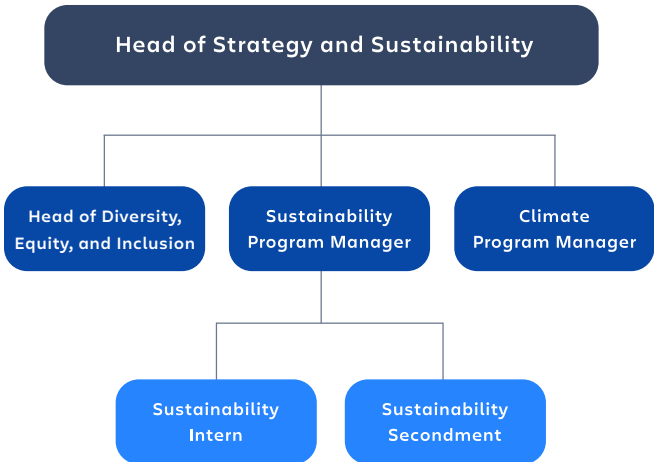 Head of Strategy and Sustainability
Head of Diversity,
Equity, and Inclusion
Sustainability
Program Manager
Climate
Program Manager
Sustainability
Intern
Sustainability
Secondment